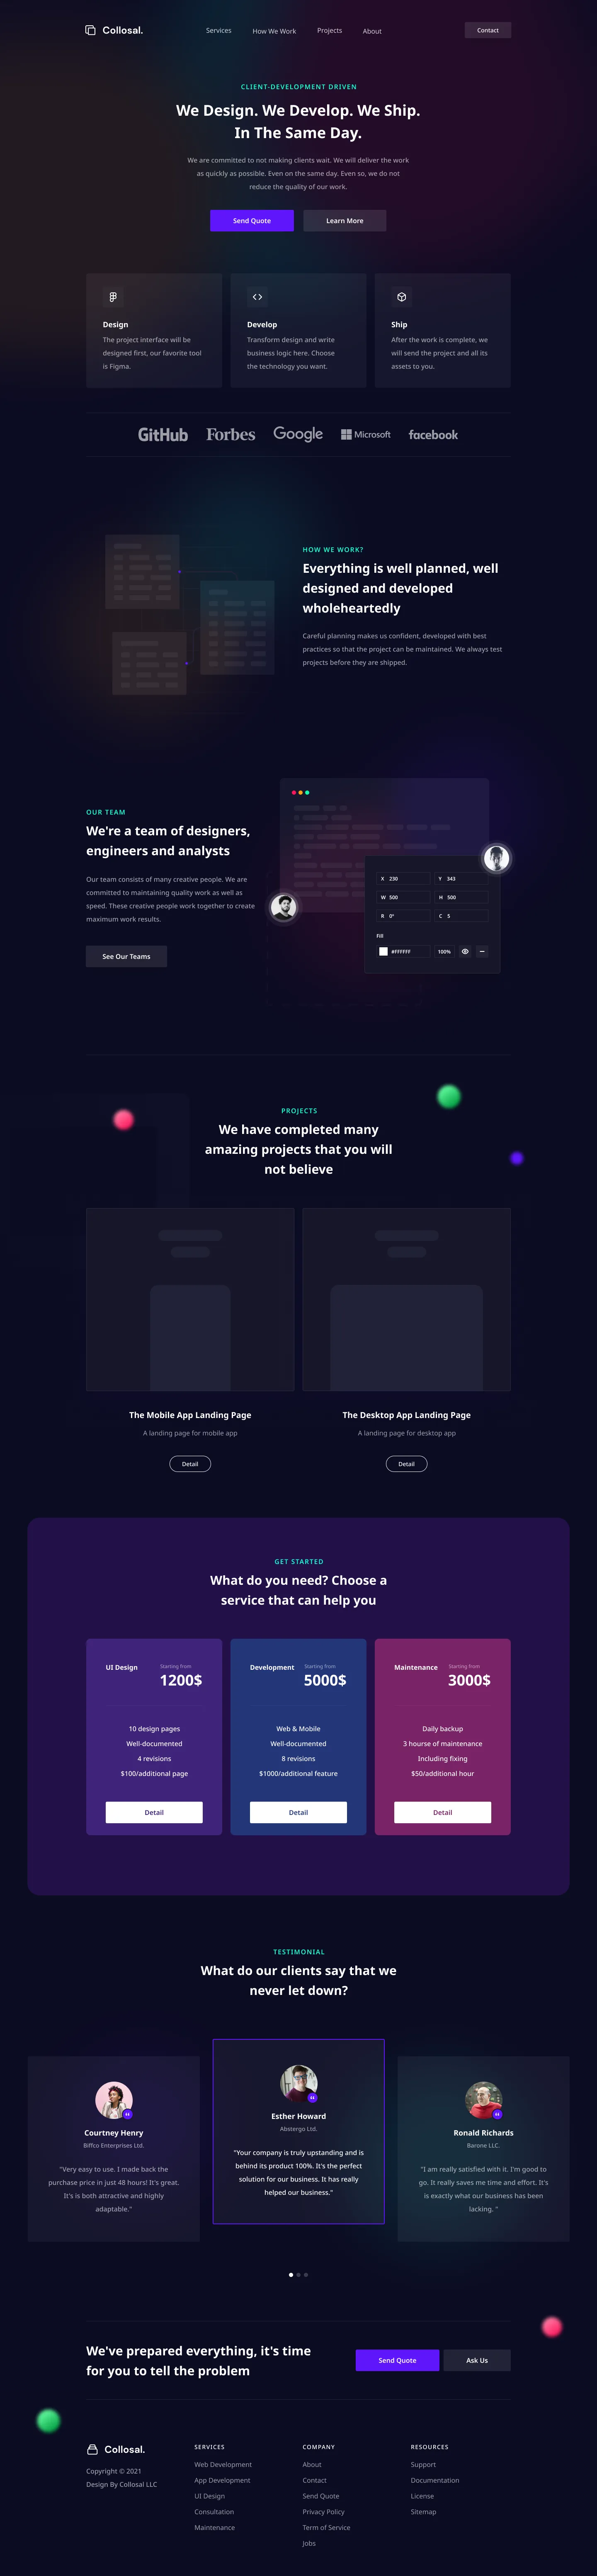 Collosal.
Services
How We Work
Projects
About
Contact
CLIENT-DEVELOPMENT DRIVEN
We Design. We Develop. We Ship.
In The Same Day.
We are committed to not making clients wait. We will deliver the work
as quickly as possible. Even on the same day. Even so, we do not
reduce the quality of our work.
Send Quote
Learn More
Design
The project interface will be
designed first, our favorite tool
is Figma.
Develop
Transform design and write
business logic here. Choose
the technology you want.
Ship
After the work is complete, we
will send the project and all its
assets to you.
GitHub
Forbes
Google
Microsoft
facebook
HOW WE WORK?
Everything is well planned, well
designed and developed
wholeheartedly
Careful planning makes us confident, developed with best
practices so that the project can be maintained. We always test
projects before they are shipped.
OUR TEAM
We're a team of designers,
engineers and analysts
Our team consists of many creative people. We are
committed to maintaining quality work as well as
speed. These creative people work together to create
maximum work results.
See Our Teams
X 230
Y 343
W 500
H 500
R 0°
C 5
Fill
#FFFFFF
100%
PROJECTS
We have completed many
amazing projects that you will
not believe
The Mobile App Landing Page
A landing page for mobile app
Detail
The Desktop App Landing Page
A landing page for desktop app
Detail
GET STARTED
What do you need? Choose a
service that can help you
UI Design
Starting from
1200$
10 design pages
Well-documented
4 revisions
$100/additional page
Detail
Development
Starting from
5000$
Web & Mobile
Well-documented
8 revisions
$1000/additional feature
Detail
Maintenance
Starting from
3000$
Daily backup
3 hourse of maintenance
Including fixing
$50/additional hour
Detail
TESTIMONIAL
What do our clients say that we
never let down?
Courtney Henry
Biffco Enterprises Ltd.
"Very easy to use. I made back the
purchase price in just 48 hours! It's great.
It's is both attractive and highly
adaptable."
Esther Howard
Abstergo Ltd.
"Your company is truly upstanding and is
behind its product 100%. It's the perfect
solution for our business. It has really
helped our business."
Ronald Richards
Barone LLC.
"I am really satisfied with it. I'm good to
go. It really saves me time and effort. It's
is exactly what our business has been
lacking. "
We've prepared everything, it's time
for you to tell the problem
Send Quote
Ask Us
Collosal.
Copyright © 2021
Design By Collosal LLC
SERVICES
Web Development
App Development
UI Design
Consultation
Maintenance
COMPANY
About
Contact
Send Quote
Privacy Policy
Term of Service
Jobs
RESOURCES
Support
Documentation
License
Sitemap